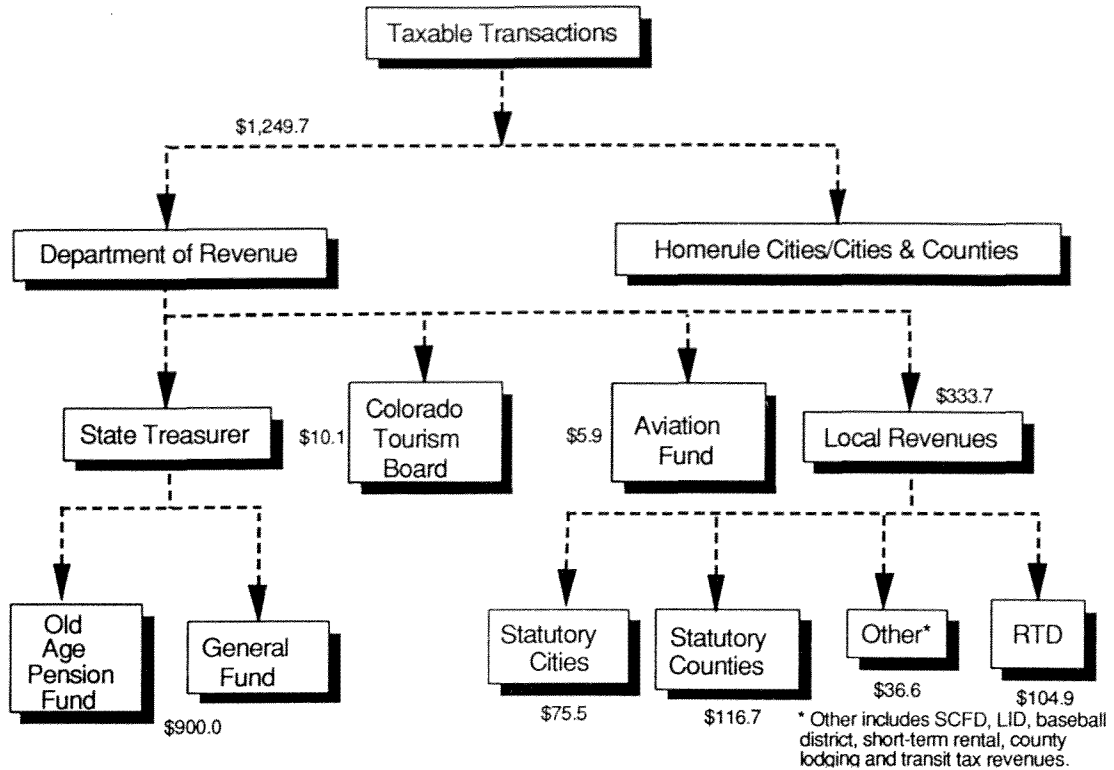 Taxable Transactions
$1,249.7
Department of Revenue
Homerule Cities/Cities & Counties
State Treasurer
$10.1
Colorado
Tourism
Board
$5.9
Aviation
Fund
$333.7
Local Revenues
Old
Age
Pension
Fund
$900.0
General
Fund
Statutory
Cities
$75.5
Statutory
Counties
$116.7
Other*
$36.6
RTD
$104.9
* Other includes SCFD, LID, baseball
district, short-term rental, county
lodging and transit tax revenues.